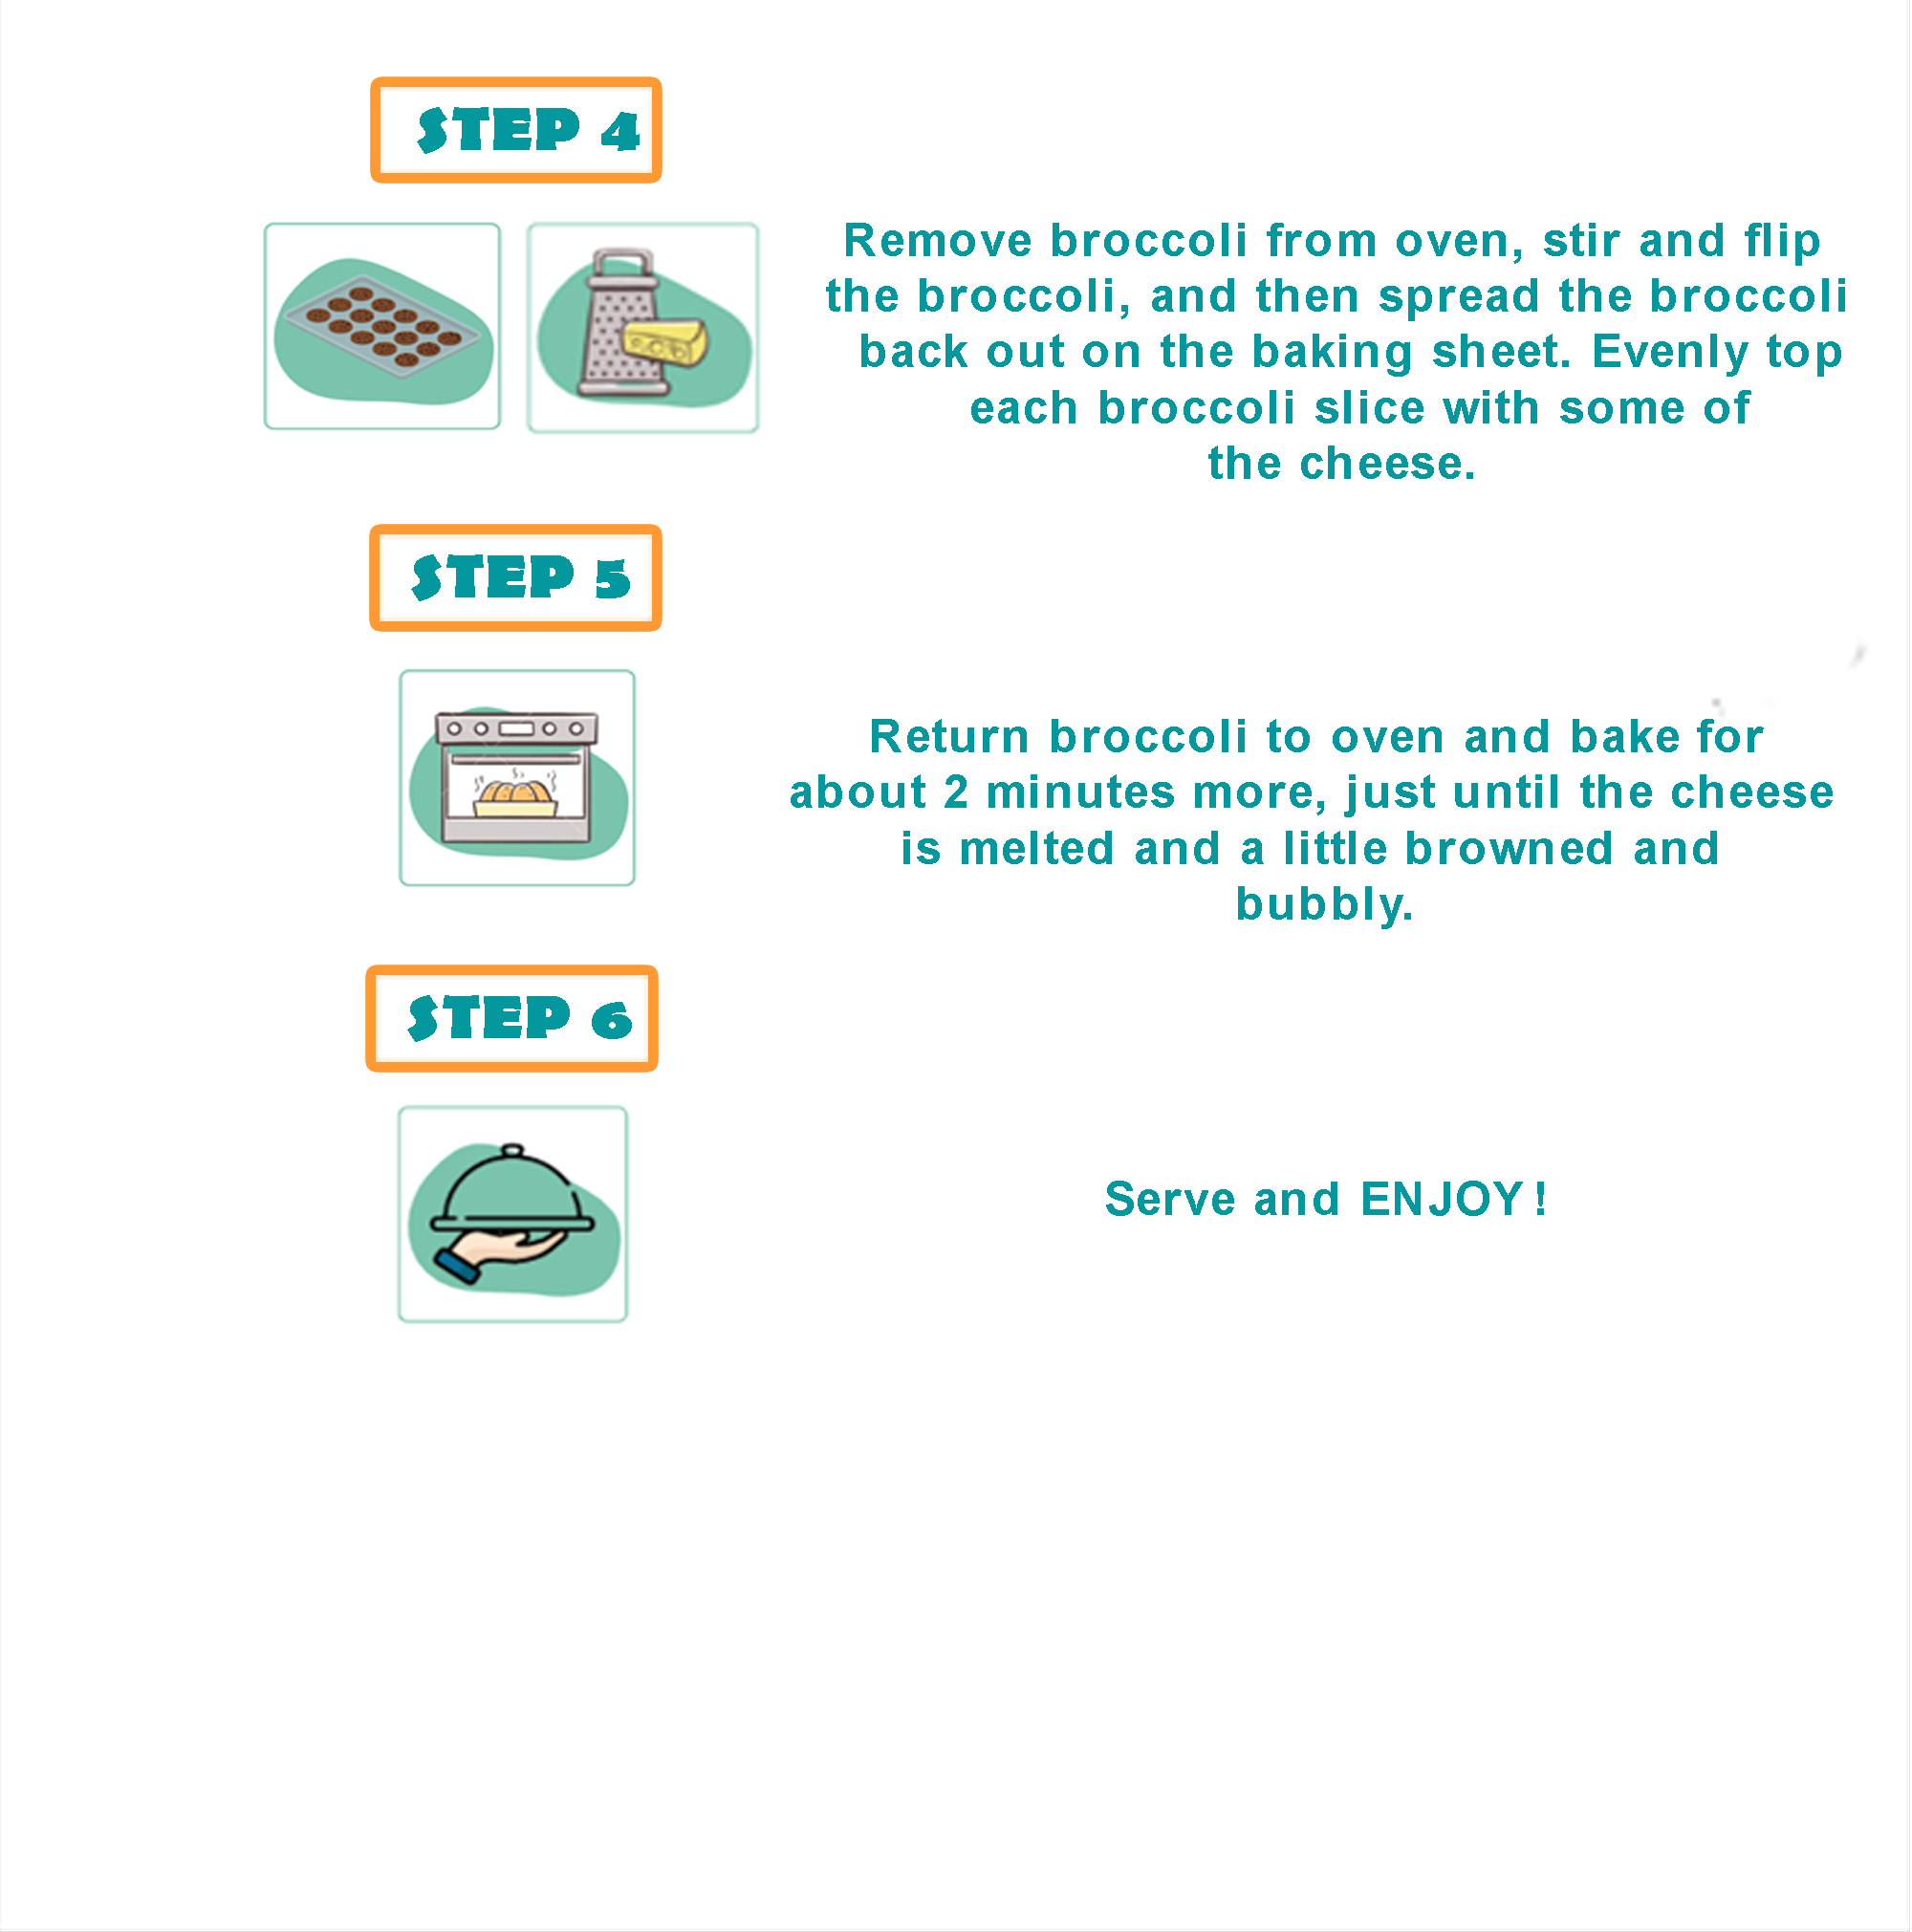 STEP 4
Remove broccoli from oven, stir and flip
the broccoli, and then spread the broccoli
back out on the baking sheet. Evenly top
each broccoli slice with some of
the cheese.
STEP 5
Return broccoli to oven and bake for
about 2 minutes more, just until the cheese
is melted and a little browned and
bubbly.
STEP 6
Serve and ENJOY!